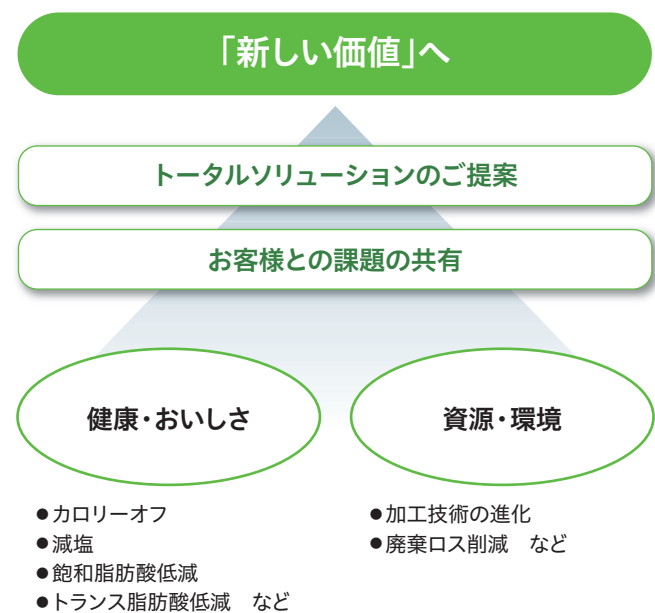 「新しい価値」へ
トータルソリューションのご提案
お客様との課題の共有
健康・おいしさ
資源・環境
●カロリーオフ
●減塩
●飽和脂肪酸低減
●トランス脂肪酸低減　など
●加工技術の進化
●廃棄ロス削減　など